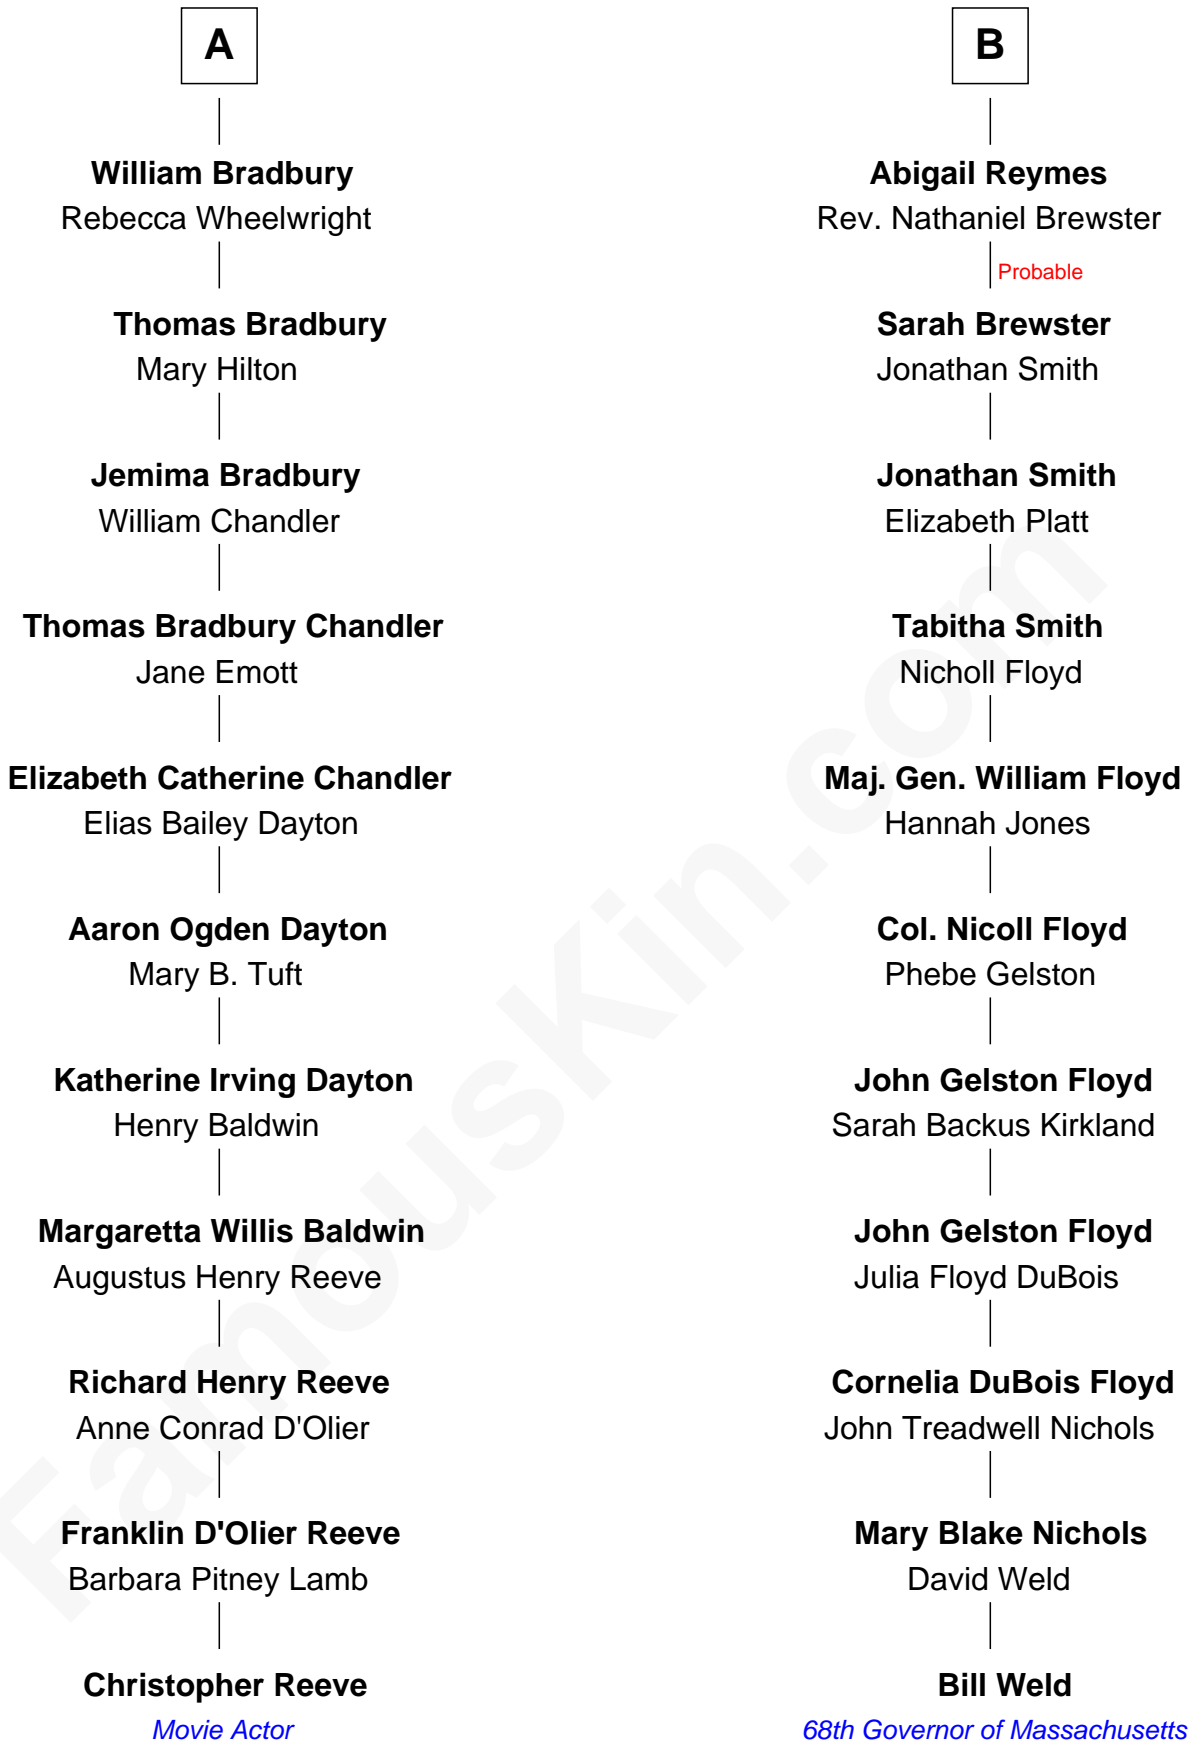 A
William Bradbury
Rebecca Wheelwright
Thomas Bradbury
Mary Hilton
Jemima Bradbury
William Chandler
Thomas Bradbury Chandler
Jane Emott
Elizabeth Catherine Chandler
Elias Bailey Dayton
Aaron Ogden Dayton
Mary B. Tuft
Katherine Irving Dayton
Henry Baldwin
Margaretta Willis Baldwin
Augustus Henry Reeve
Richard Henry Reeve
Anne Conrad D'Olier
Franklin D'Olier Reeve
Barbara Pitney Lamb
Christopher Reeve
Movie Actor
B
Abigail Reymes
Rev. Nathaniel Brewster
Probable
Sarah Brewster
Jonathan Smith
Jonathan Smith
Elizabeth Platt
Tabitha Smith
Nicholl Floyd
Maj. Gen. William Floyd
Hannah Jones
Col. Nicoll Floyd
Phebe Gelston
John Gelston Floyd
Sarah Backus Kirkland
John Gelston Floyd
Julia Floyd DuBois
Cornelia DuBois Floyd
John Treadwell Nichols
Mary Blake Nichols
David Weld
Bill Weld
68th Governor of Massachusetts
FamousKin.com